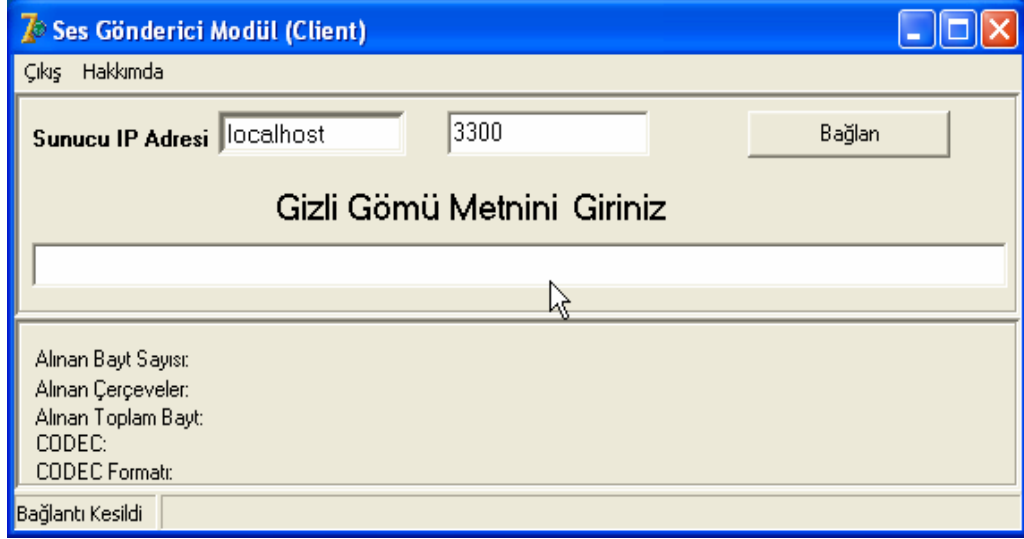 Ses Gönderici Modül (Client)
Çıkış Hakkımda
Sunucu IP Adresi localhost 3300 Bağlan
Gizli Gömü Metnini Giriniz
Alınan Bayt Sayısı:
Alınan Çerçeveler:
Alınan Toplam Bayt:
CODEC:
CODEC Formatı:
Bağlantı Kesildi